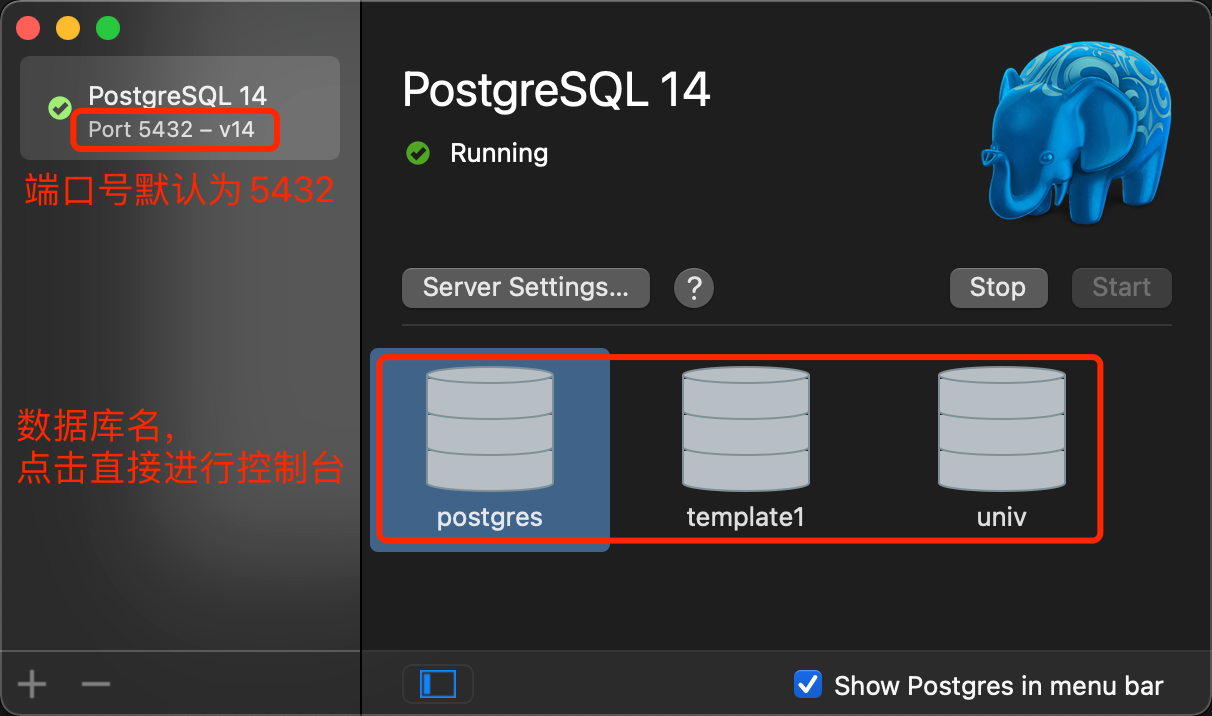 PostgreSQL 14
Port 5432 – v14
端口号默认为 5432
数据库名，
点击直接进行控制台
PostgreSQL 14
Running
Server Settings...
?
Stop
Start
postgres
template1
univ
Show Postgres in menu bar